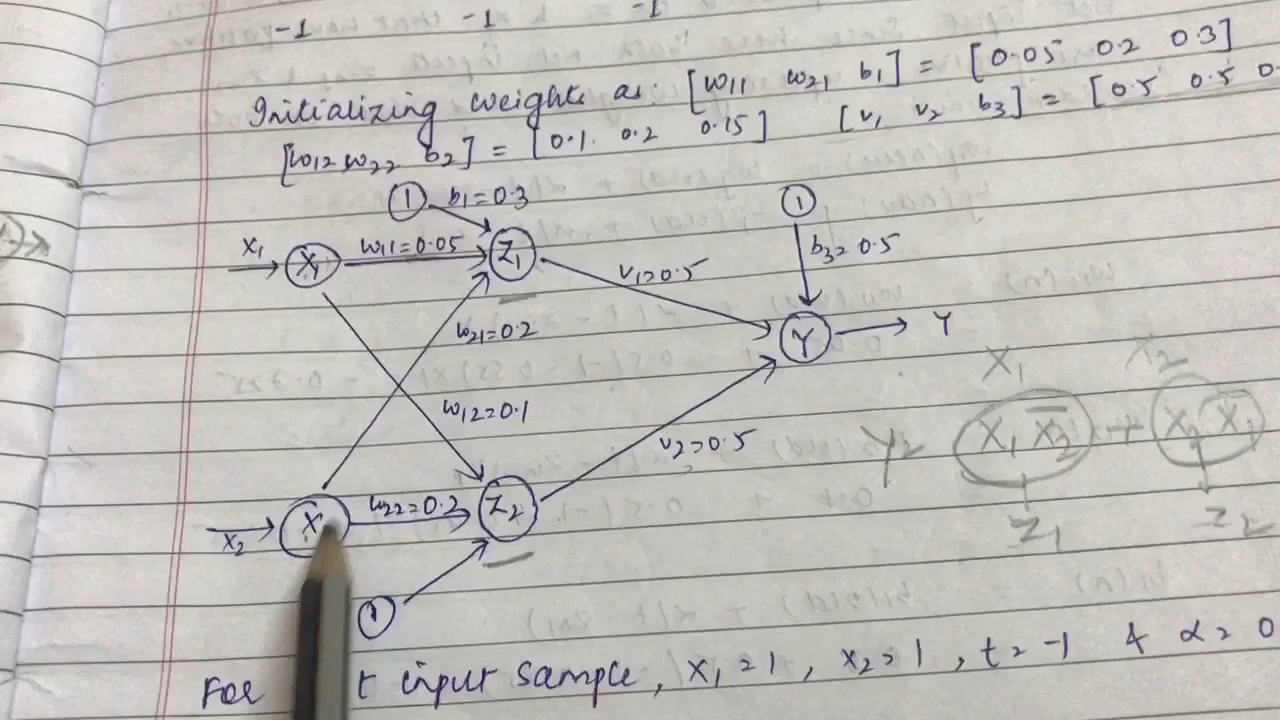 -1 -1 -1
Initializing weights as: [w11 w21 b1] = [0.05 0.2 0.3]
[w12 w22 b2] = [0.1 0.2 0.15] [v1 v2 b3] = [0.5 0.5 0.
1 b1=0.3 1
x1 X1 w11=0.05 Z1 b3=0.5
v1=0.5
w21=0.2 Y Y
X1 X2
w12=0.1 Y= X1 X̅2 + X2 X̅1
v2=0.5
x2 X w22=0.2 Z2 Z1 Z2
1
For t input sample, x1=1, x2=1, t=-1 & α=0